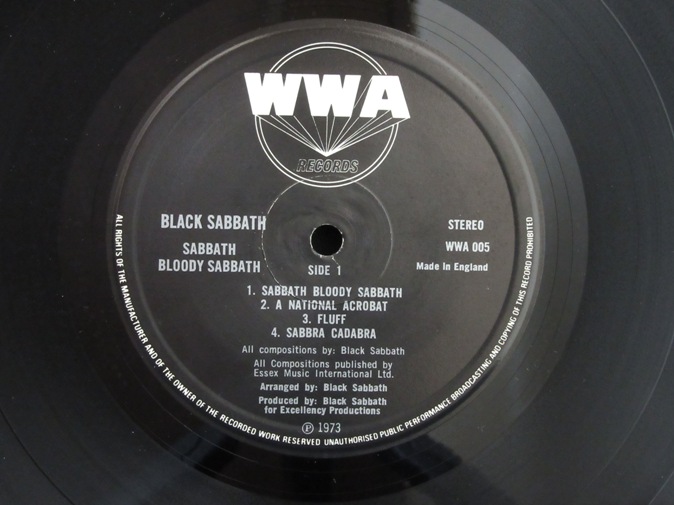 WWA
RECORDS
BLACK SABBATH
SABBATH
BLOODY SABBATH
STEREO
WWA 005
Made In England
SIDE 1
1. SABBATH BLOODY SABBATH
2. A NATIONAL ACROBAT
3. FLUFF
4. SABBRA CADABRA
All compositions by: Black Sabbath
All Compositions published by
Essex Music International Ltd.
Arranged by: Black Sabbath
Produced by: Black Sabbath
for Excellency Productions
℗ 1973
ALL RIGHTS OF THE MANUFACTURER AND OF THE OWNER OF THE RECORDED WORK RESERVED UNAUTHORISED PUBLIC PERFORMANCE BROADCASTING AND COPYING OF THIS RECORD PROHIBITED